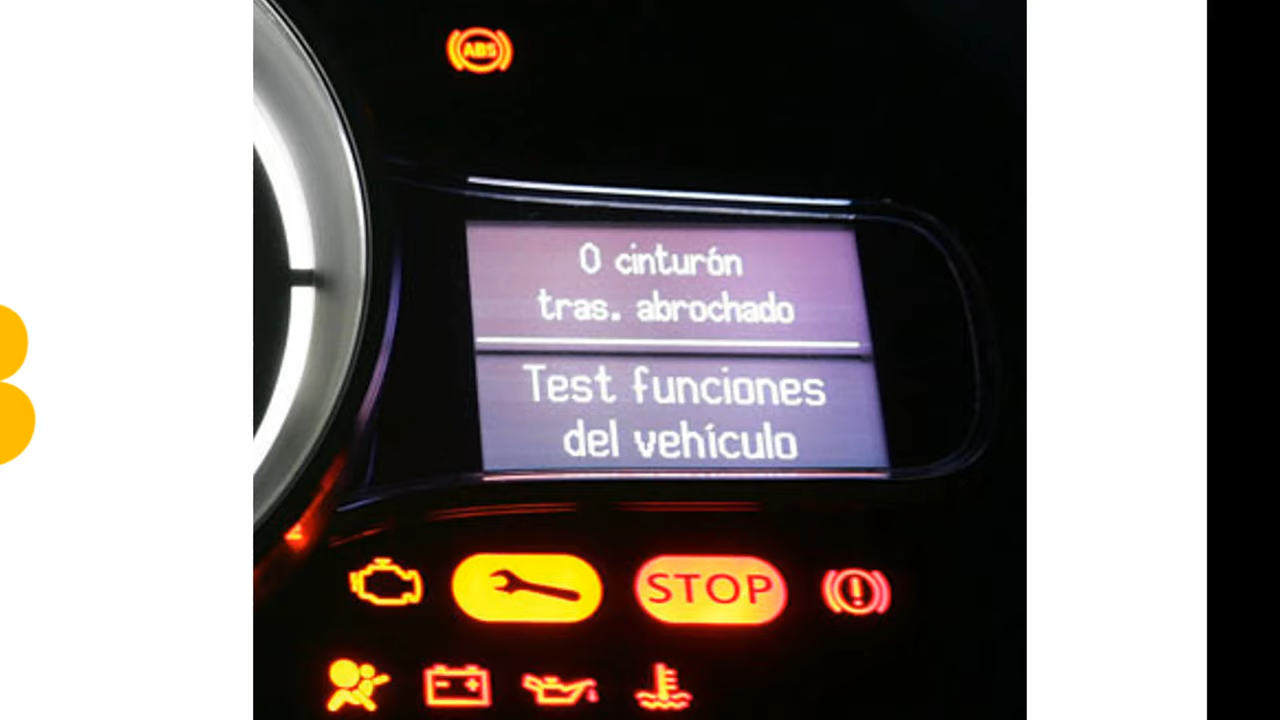 ABS
0 cinturón
tras. abrochado
Test funciones
del vehículo
STOP